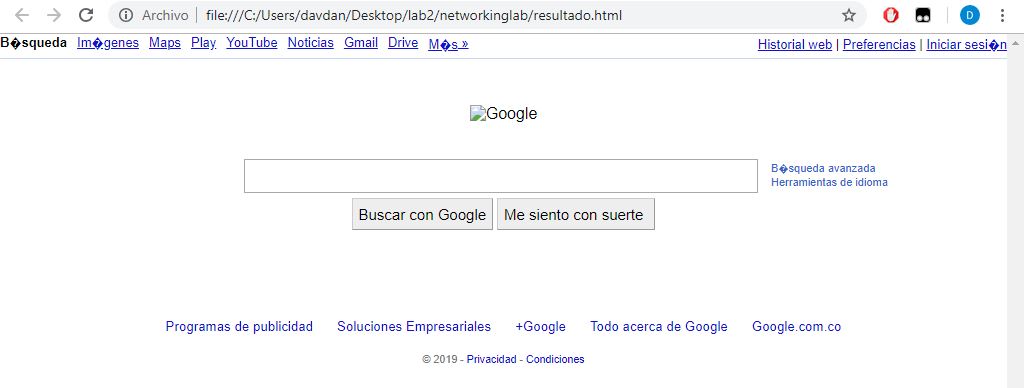 Archivo | file:///C:/Users/davdan/Desktop/lab2/networkinglab/resultado.html D
B�squeda Im�genes Maps Play YouTube Noticias Gmail Drive M�s » Historial web | Preferencias | Iniciar sesi�n
Google
B�squeda avanzada
Herramientas de idioma
Buscar con Google Me siento con suerte
Programas de publicidad Soluciones Empresariales +Google Todo acerca de Google Google.com.co
© 2019 - Privacidad - Condiciones